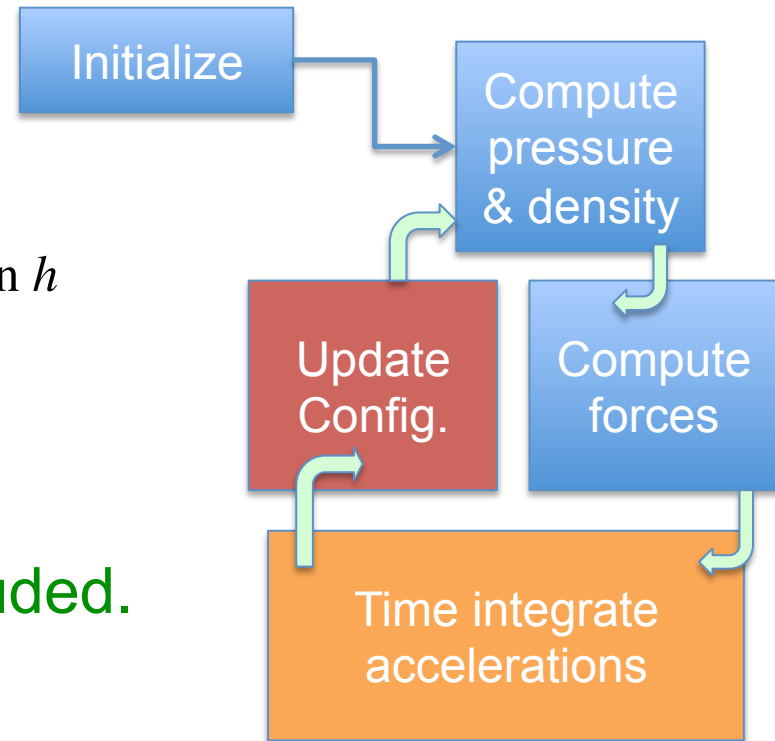 Initialize
Compute
pressure
& density
h
Update
Config.
Compute
forces
Time integrate
accelerations